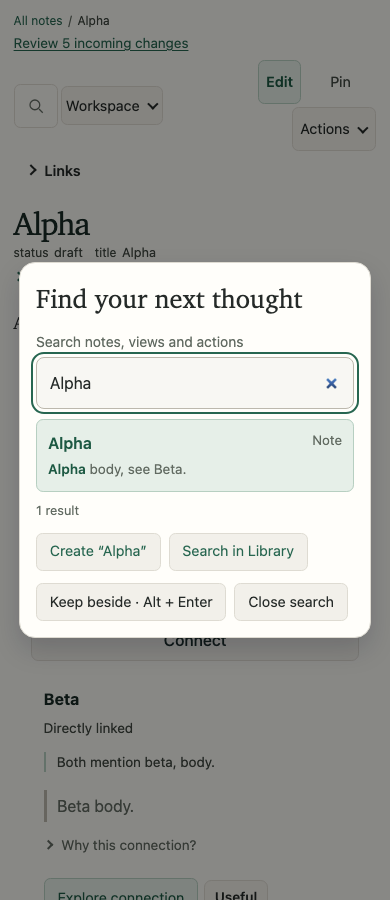 All notes / Alpha
Review 5 incoming changes
Edit Pin
Workspace
Actions
Links
Alpha
status draft title Alpha
Find your next thought
Search notes, views and actions
Alpha
Alpha Note
Alpha body, see Beta.
1 result
Create “Alpha” Search in Library
Keep beside · Alt + Enter Close search
Connect
Beta
Directly linked
Both mention beta, body.
Beta body.
Why this connection?
Explore connection Useful